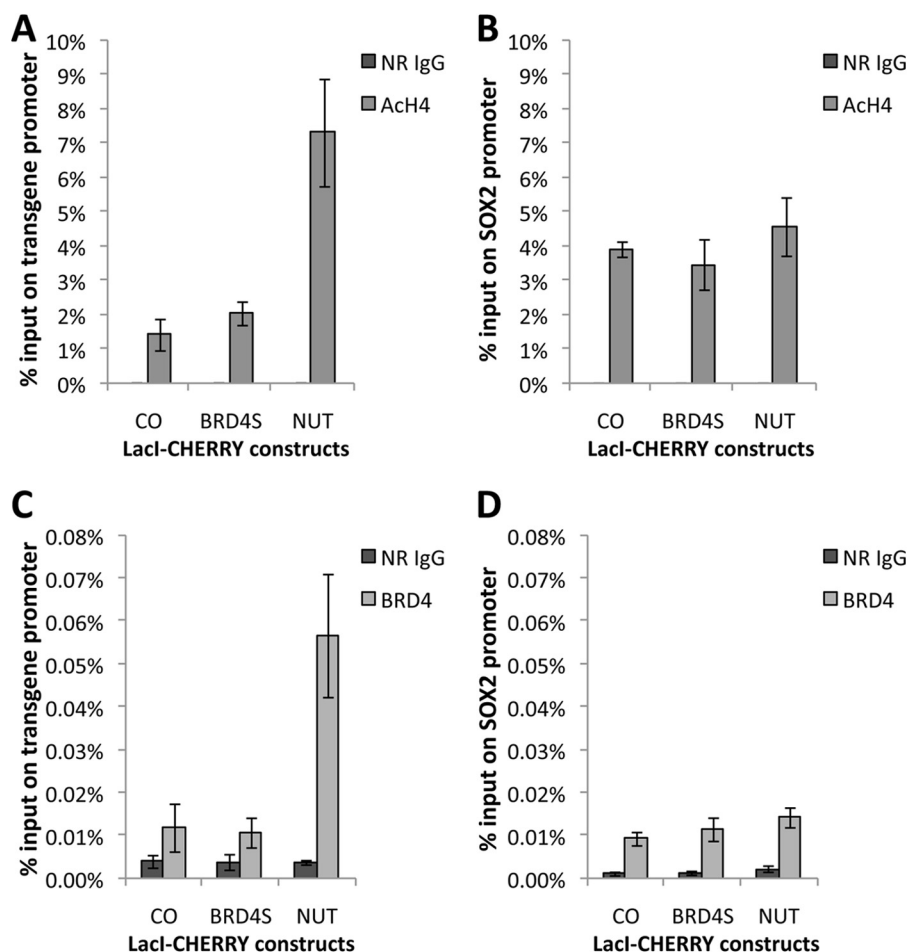 A
% input on transgene promoter
10%
9%
8%
7%
6%
5%
4%
3%
2%
1%
0%
CO BRD4S NUT
LacI-CHERRY constructs
NR IgG
AcH4
B
% input on SOX2 promoter
10%
9%
8%
7%
6%
5%
4%
3%
2%
1%
0%
CO BRD4S NUT
LacI-CHERRY constructs
NR IgG
AcH4
C
% input on transgene promoter
0.08%
0.07%
0.06%
0.05%
0.04%
0.03%
0.02%
0.01%
0.00%
CO BRD4S NUT
LacI-CHERRY constructs
NR IgG
BRD4
D
% input on SOX2 promoter
0.08%
0.07%
0.06%
0.05%
0.04%
0.03%
0.02%
0.01%
0.00%
CO BRD4S NUT
LacI-CHERRY constructs
NR IgG
BRD4